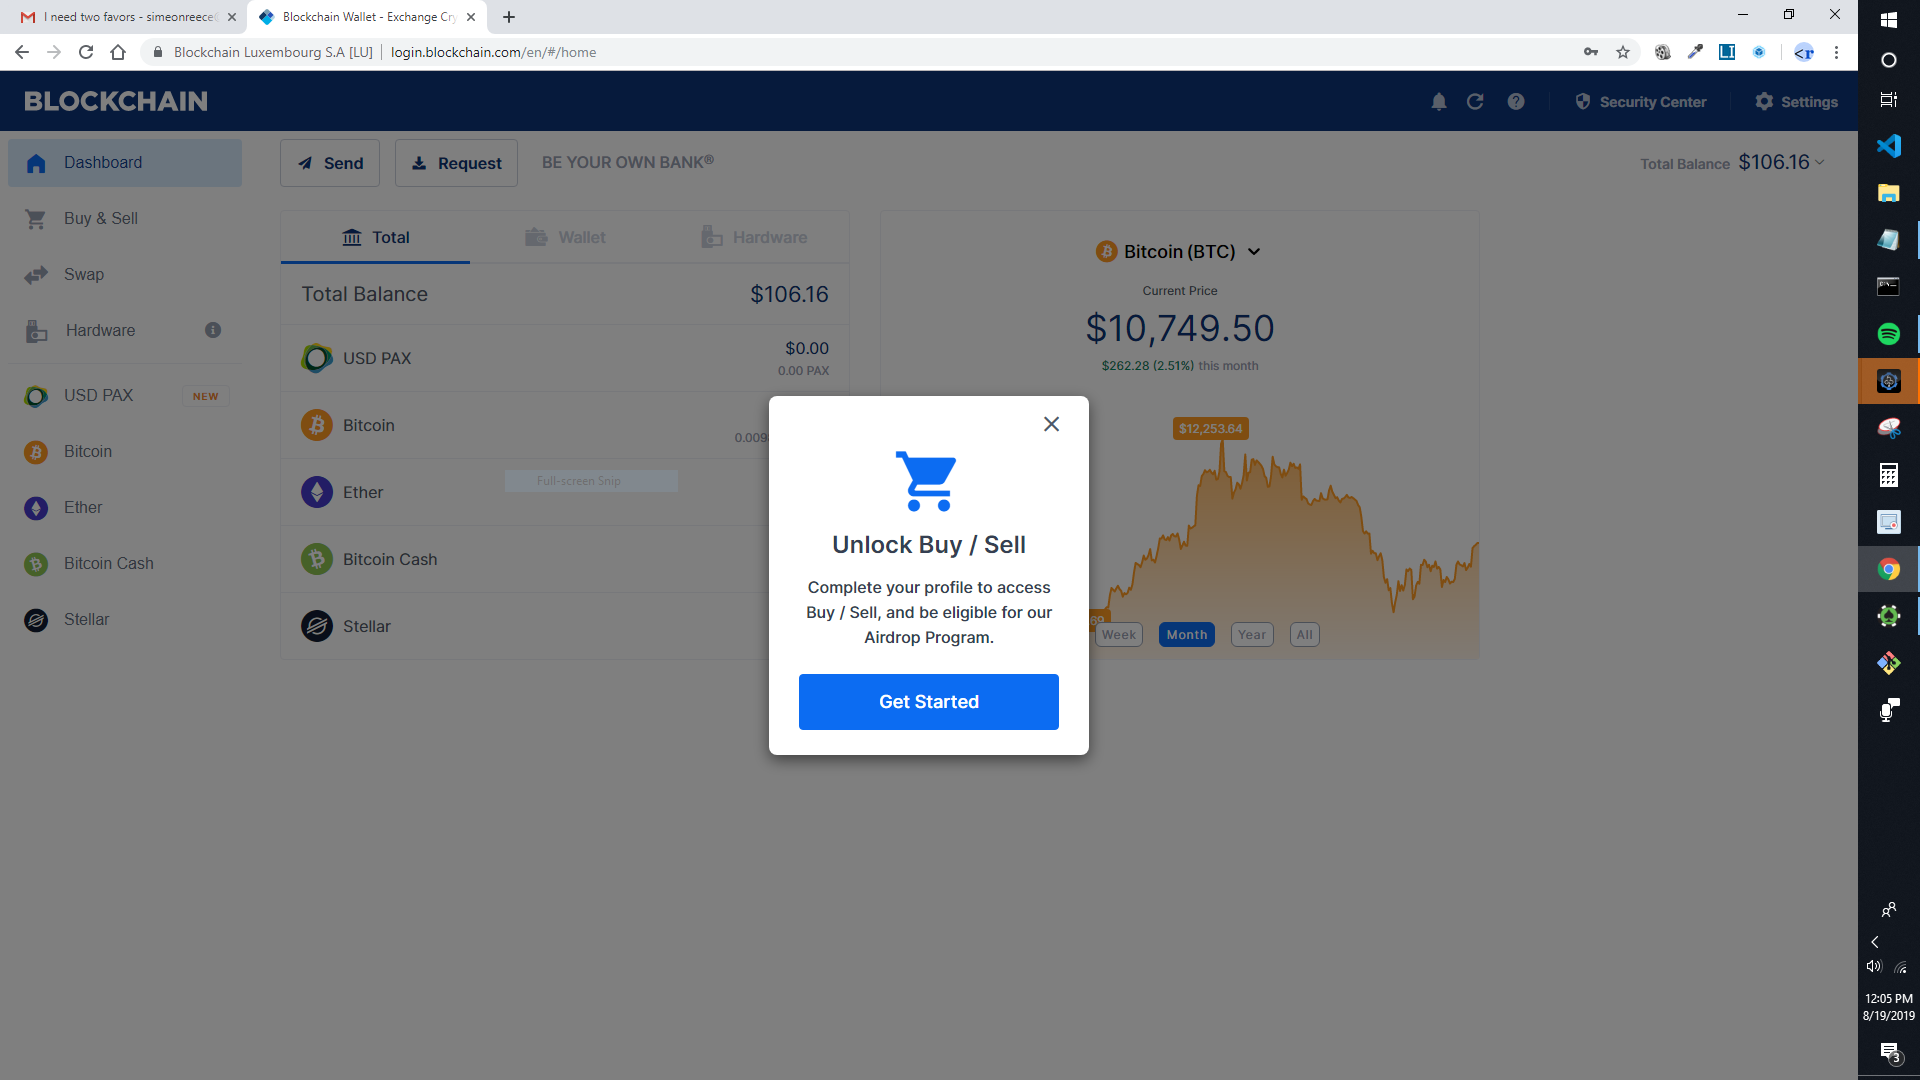 I need two favors - simeonreece
Blockchain Wallet - Exchange Cry
Blockchain Luxembourg S.A [LU]
login.blockchain.com/en/#/home
BLOCKCHAIN
Security Center
Settings
Dashboard
Buy & Sell
Swap
Hardware
USD PAX
NEW
Bitcoin
Ether
Bitcoin Cash
Stellar
Send
Request
BE YOUR OWN BANK®
Total Balance $106.16
Total
Wallet
Hardware
Total Balance
$106.16
USD PAX
$0.00
0.00 PAX
Bitcoin
0.009
Ether
Full-screen Snip
Bitcoin Cash
Stellar
Bitcoin (BTC)
Current Price
$10,749.50
$262.28 (2.51%) this month
$12,253.64
Week
Month
Year
All
Unlock Buy / Sell
Complete your profile to access
Buy / Sell, and be eligible for our
Airdrop Program.
Get Started
12:05 PM
8/19/2019
3